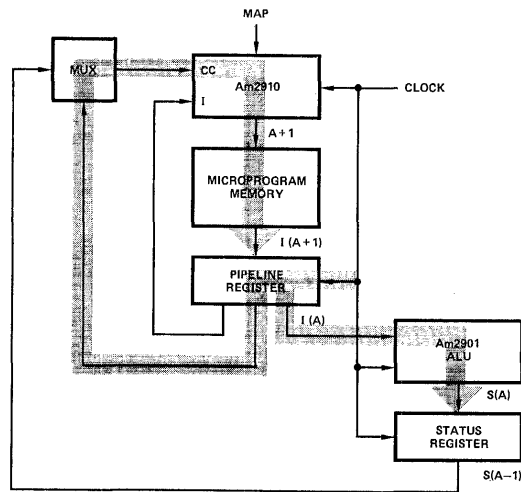 MAP
MUX
CC
Am2910
I
CLOCK
A+1
MICROPROGRAM
MEMORY
I (A+1)
PIPELINE
REGISTER
I (A)
Am2901
ALU
S(A)
STATUS
REGISTER
S(A−1)